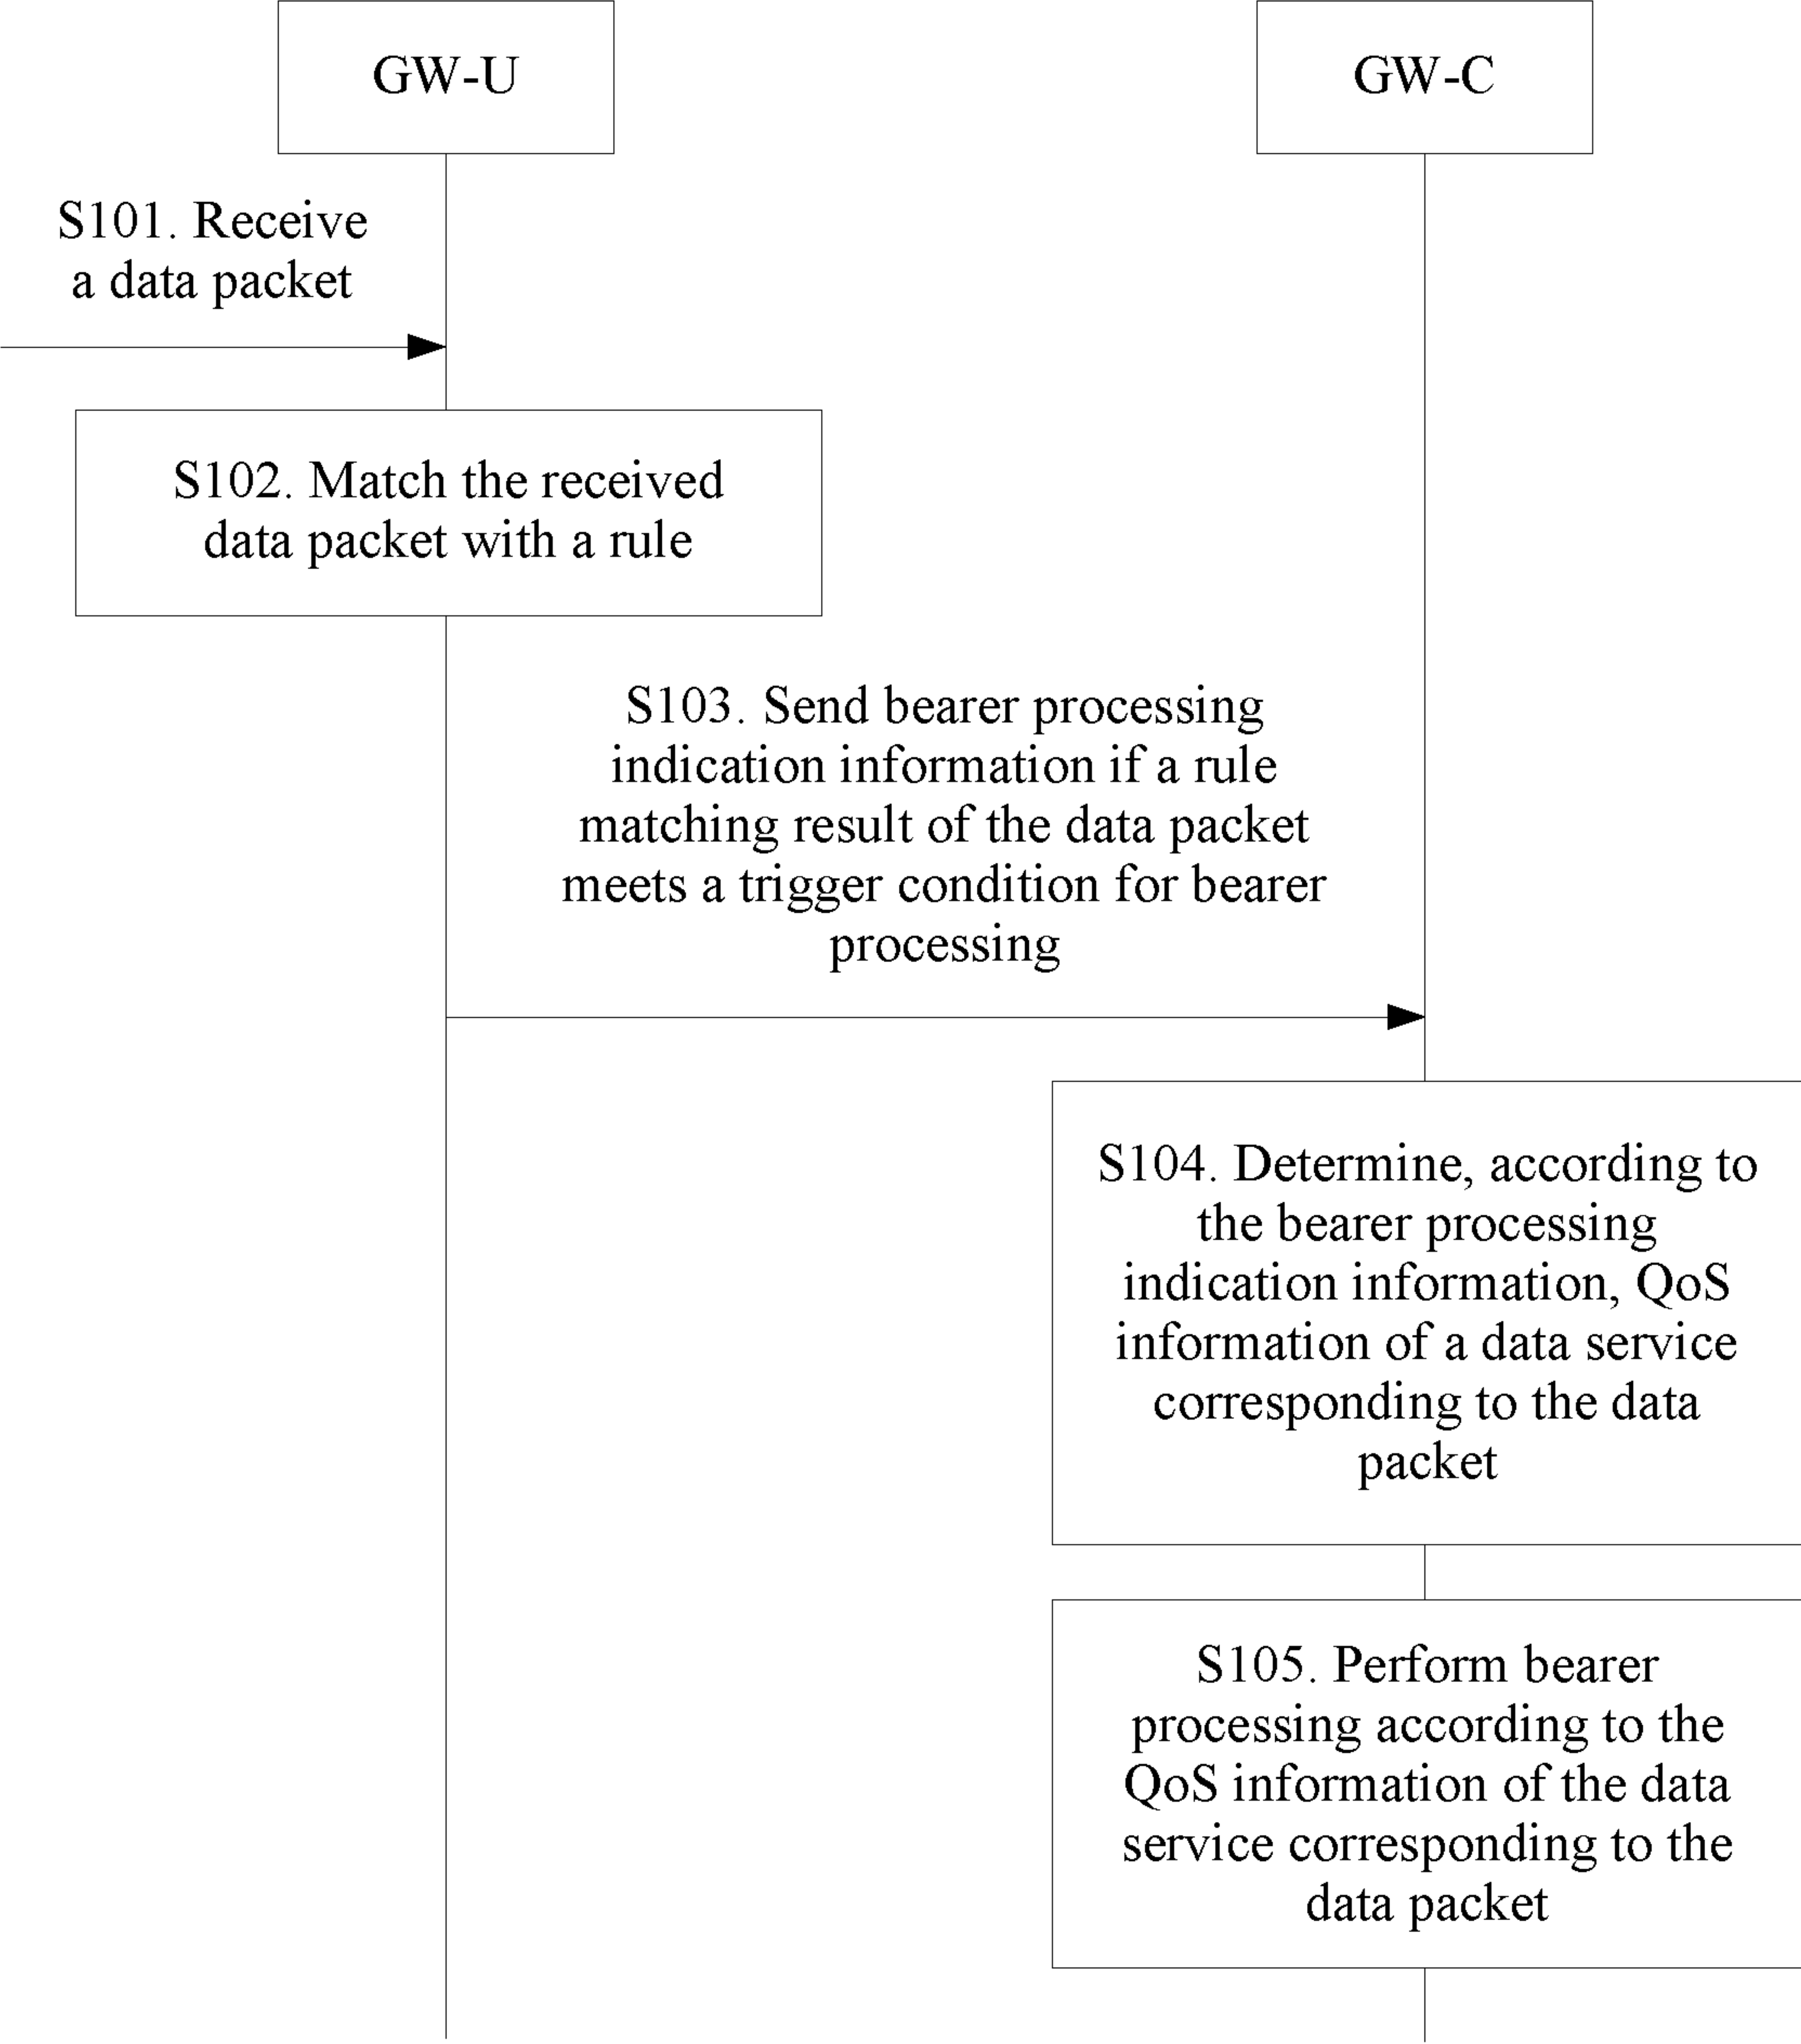 GW-U
GW-C
S101. Receive
a data packet
S102. Match the received
data packet with a rule
S103. Send bearer processing
indication information if a rule
matching result of the data packet
meets a trigger condition for bearer
processing
S104. Determine, according to
the bearer processing
indication information, QoS
information of a data service
corresponding to the data
packet
S105. Perform bearer
processing according to the
QoS information of the data
service corresponding to the
data packet